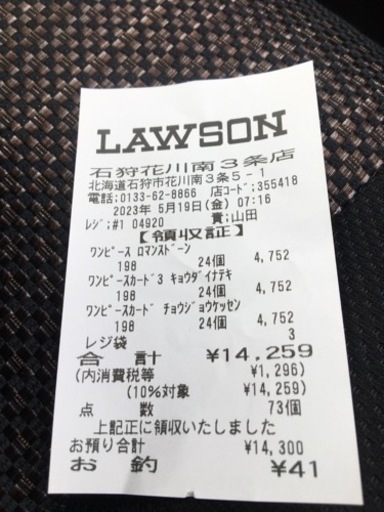 LAWSON
石狩花川南3条店
北海道石狩市花川南3条5-1
電話:0133-62-8866 店コード:355418
2023年 5月19日(金) 07:16
レジ:#1 04920 責:山田
【領収証】
ワンピース ロマンスドーン
198 24個 4,752
ワンピースカード3 キョウダイナテキ
198 24個 4,752
ワンピースカード チョウジョウケッセン
198 24個 4,752
レジ袋 3
合 計 ¥14,259
(内消費税等 ¥1,296)
(10%対象 ¥14,259)
点 数 73個
上記正に領収いたしました
お預り合計 ¥14,300
お 釣 ¥41